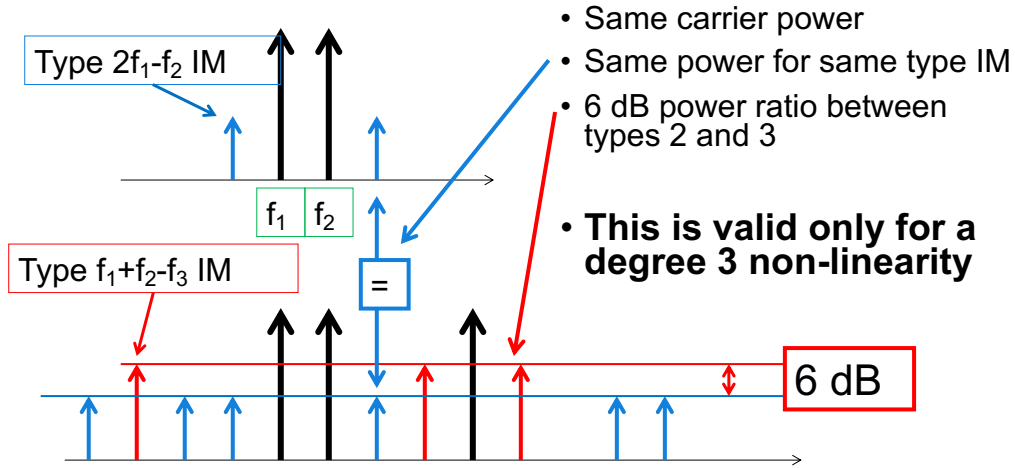 • Same carrier power
Type 2f₁-f₂ IM
• Same power for same type IM
• 6 dB power ratio between
types 2 and 3
f₁ f₂
• This is valid only for a
degree 3 non-linearity
Type f₁+f₂-f₃ IM
=
6 dB